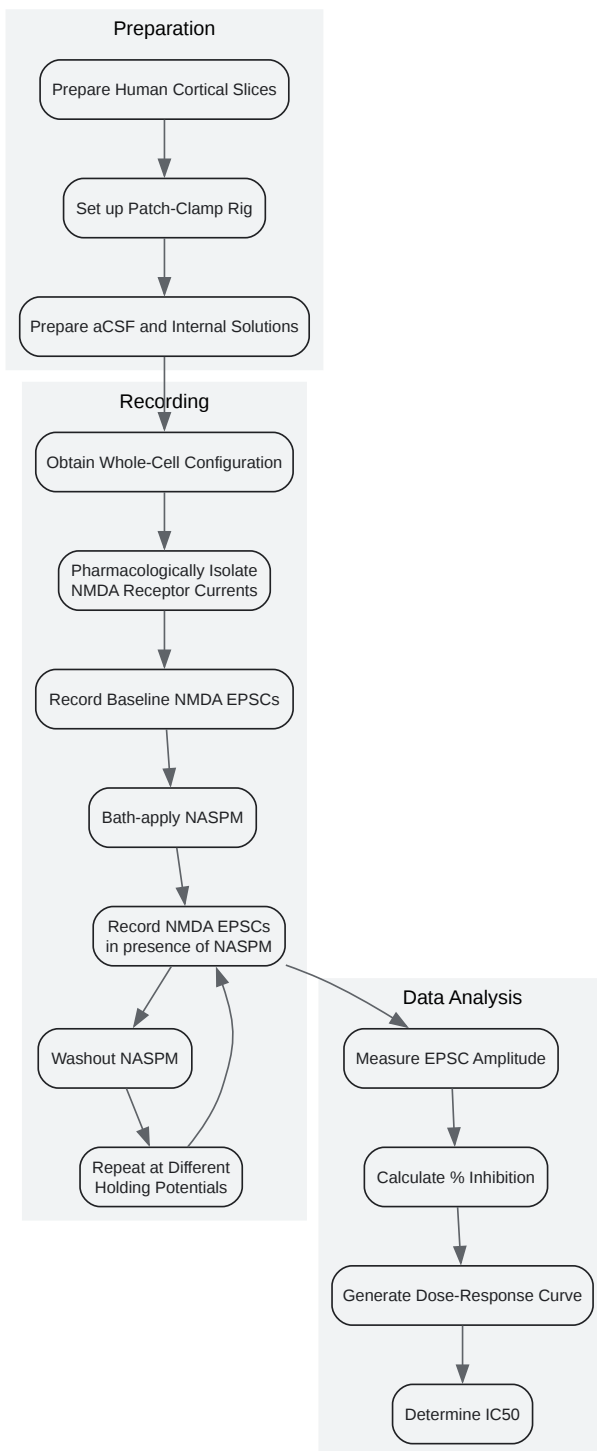 Preparation
Prepare Human Cortical Slices
Set up Patch-Clamp Rig
Prepare aCSF and Internal Solutions
Recording
Obtain Whole-Cell Configuration
Pharmacologically Isolate
NMDA Receptor Currents
Record Baseline NMDA EPSCs
Bath-apply NASPM
Record NMDA EPSCs
in presence of NASPM
Washout NASPM
Repeat at Different
Holding Potentials
Data Analysis
Measure EPSC Amplitude
Calculate % Inhibition
Generate Dose-Response Curve
Determine IC50